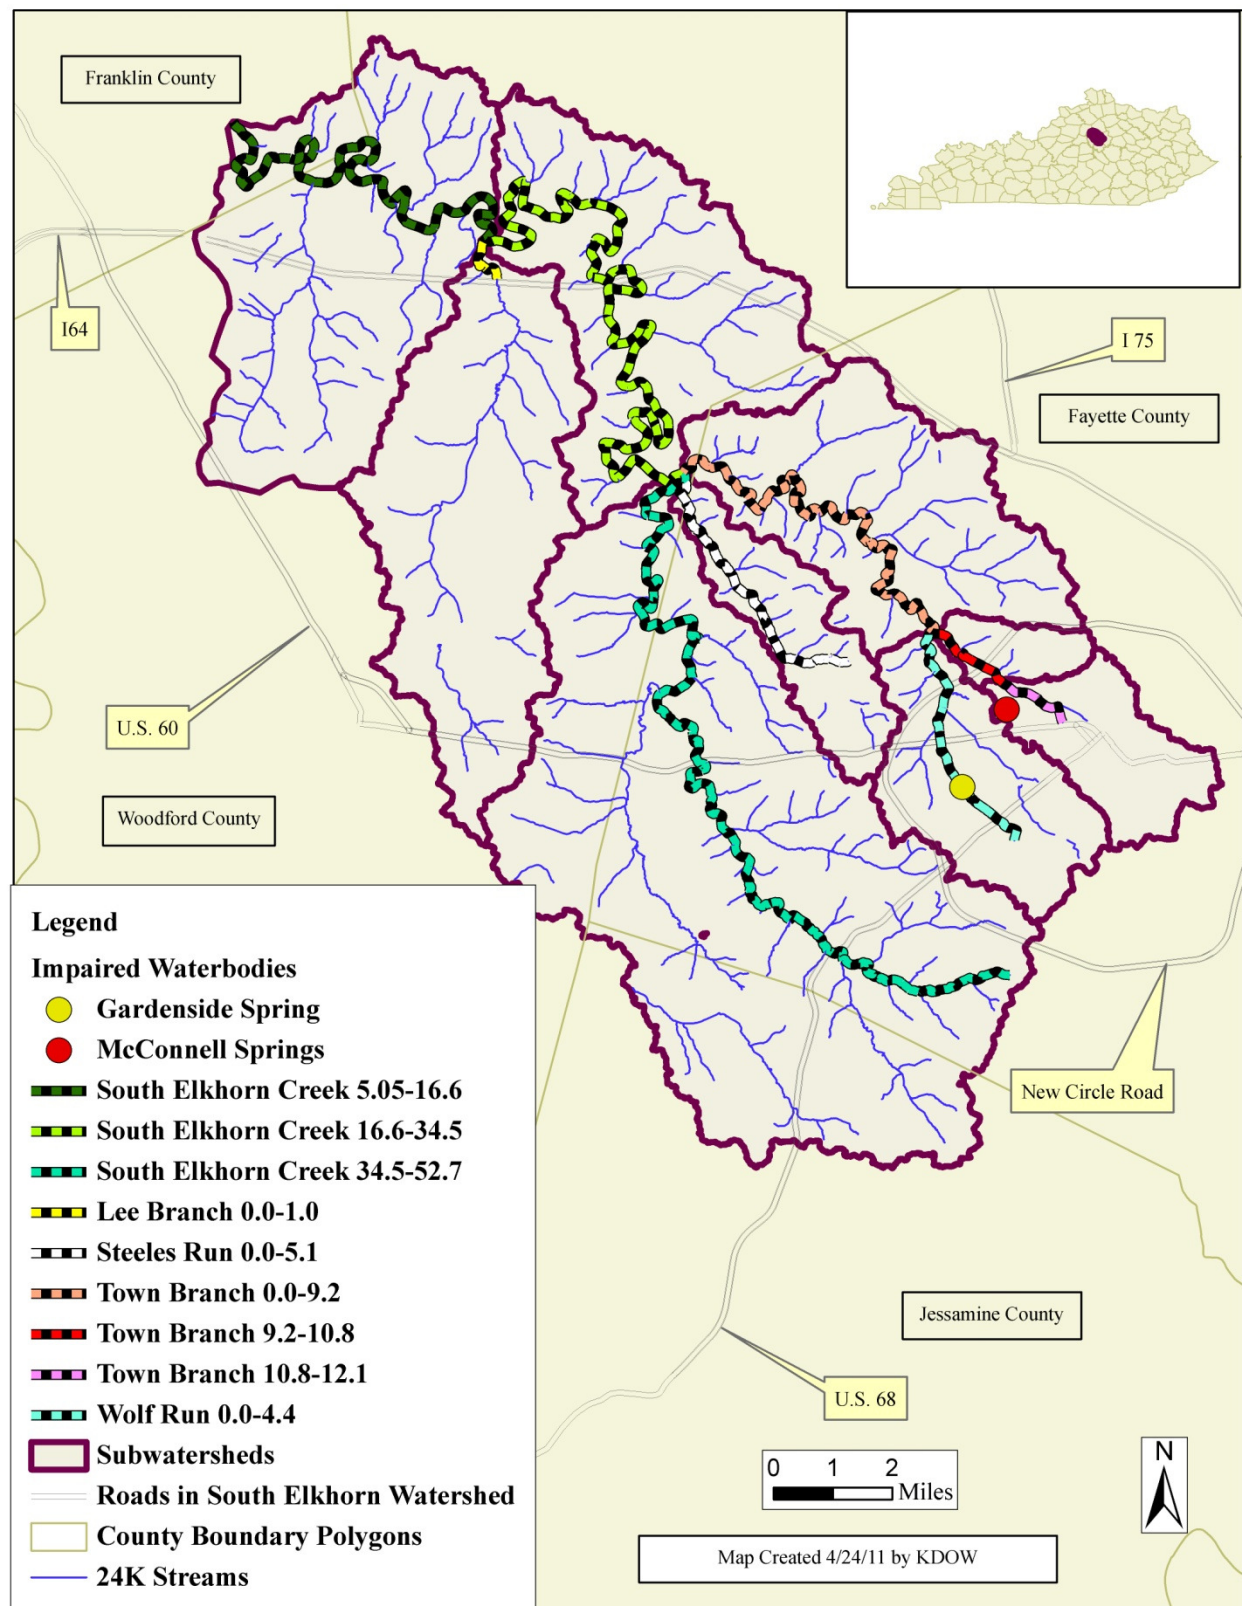 Franklin County
I64
I 75
Fayette County
U.S. 60
Woodford County
New Circle Road
Jessamine County
U.S. 68
Legend
Impaired Waterbodies
Gardenside Spring
McConnell Springs
South Elkhorn Creek 5.05-16.6
South Elkhorn Creek 16.6-34.5
South Elkhorn Creek 34.5-52.7
Lee Branch 0.0-1.0
Steeles Run 0.0-5.1
Town Branch 0.0-9.2
Town Branch 9.2-10.8
Town Branch 10.8-12.1
Wolf Run 0.0-4.4
Subwatersheds
Roads in South Elkhorn Watershed
County Boundary Polygons
24K Streams
0 1 2
Miles
N
Map Created 4/24/11 by KDOW